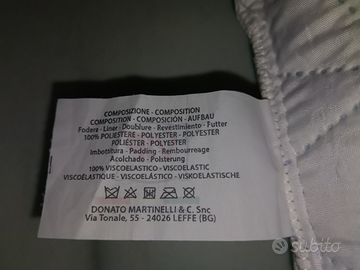 COMPOSIZIONE - COMPOSITION
COMPOSITION - COMPOSICIÓN - AUFBAU
Fodera - Liner - Doublure - Revestimiento - Futter
100% POLIESTERE - POLYESTER - POLYESTER
POLIÉSTER - POLYESTER
Imbottitura - Padding - Rembourrage
Acolchado - Polsterung
100% VISCOELASTICO - VISCOELASTIC
VISCOÉLASTIQUE - VISCOELÁSTICO - VISKOELASTISCHE
DONATO MARTINELLI & C. Snc
Via Tonale, 55 - 24026 LEFFE (BG)
subito